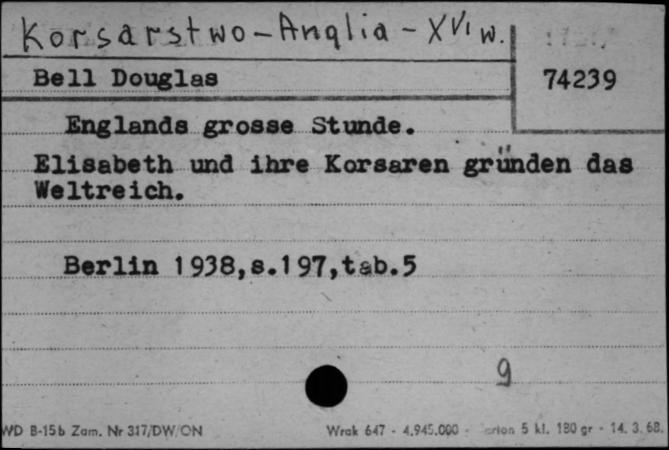 Korsarstwo - Anglia - XVI w.
Bell Douglas
74239
Englands grosse Stunde.
Elisabeth und ihre Korsaren gründen das
Weltreich.
Berlin 1938,s.197,tab.5
9
WD B-15b Zam. Nr 317/DW/ON
Wrak 647 - 4.945.000 - 5 kl. 180 gr - 14. 3. 68.